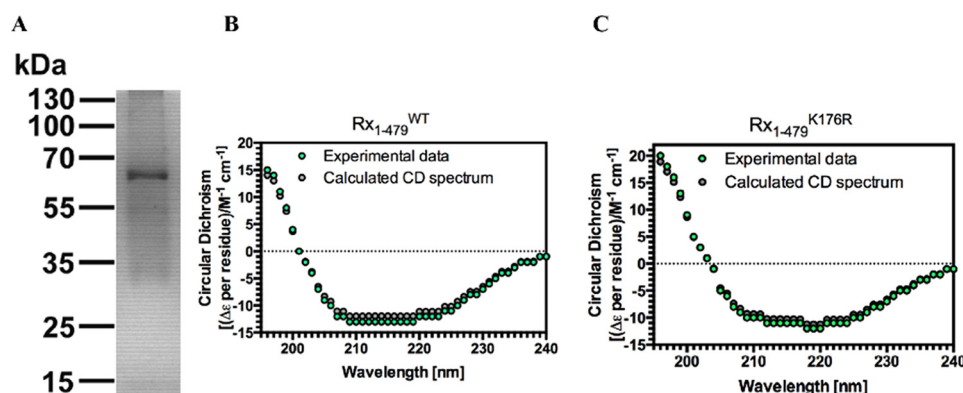 A
kDa
130
100
70
55
35
25
15
B
Rx1-479WT
Experimental data
Calculated CD spectrum
Circular Dichroism
[(Δε per residue)/M-1 cm-1]
20
15
10
5
0
-5
-10
-15
200
210
220
230
240
Wavelength [nm]
C
Rx1-479K176R
Experimental data
Calculated CD spectrum
Circular Dichroism
[(Δε per residue)/M-1 cm-1]
20
15
10
5
0
-5
-10
-15
200
210
220
230
240
Wavelength [nm]